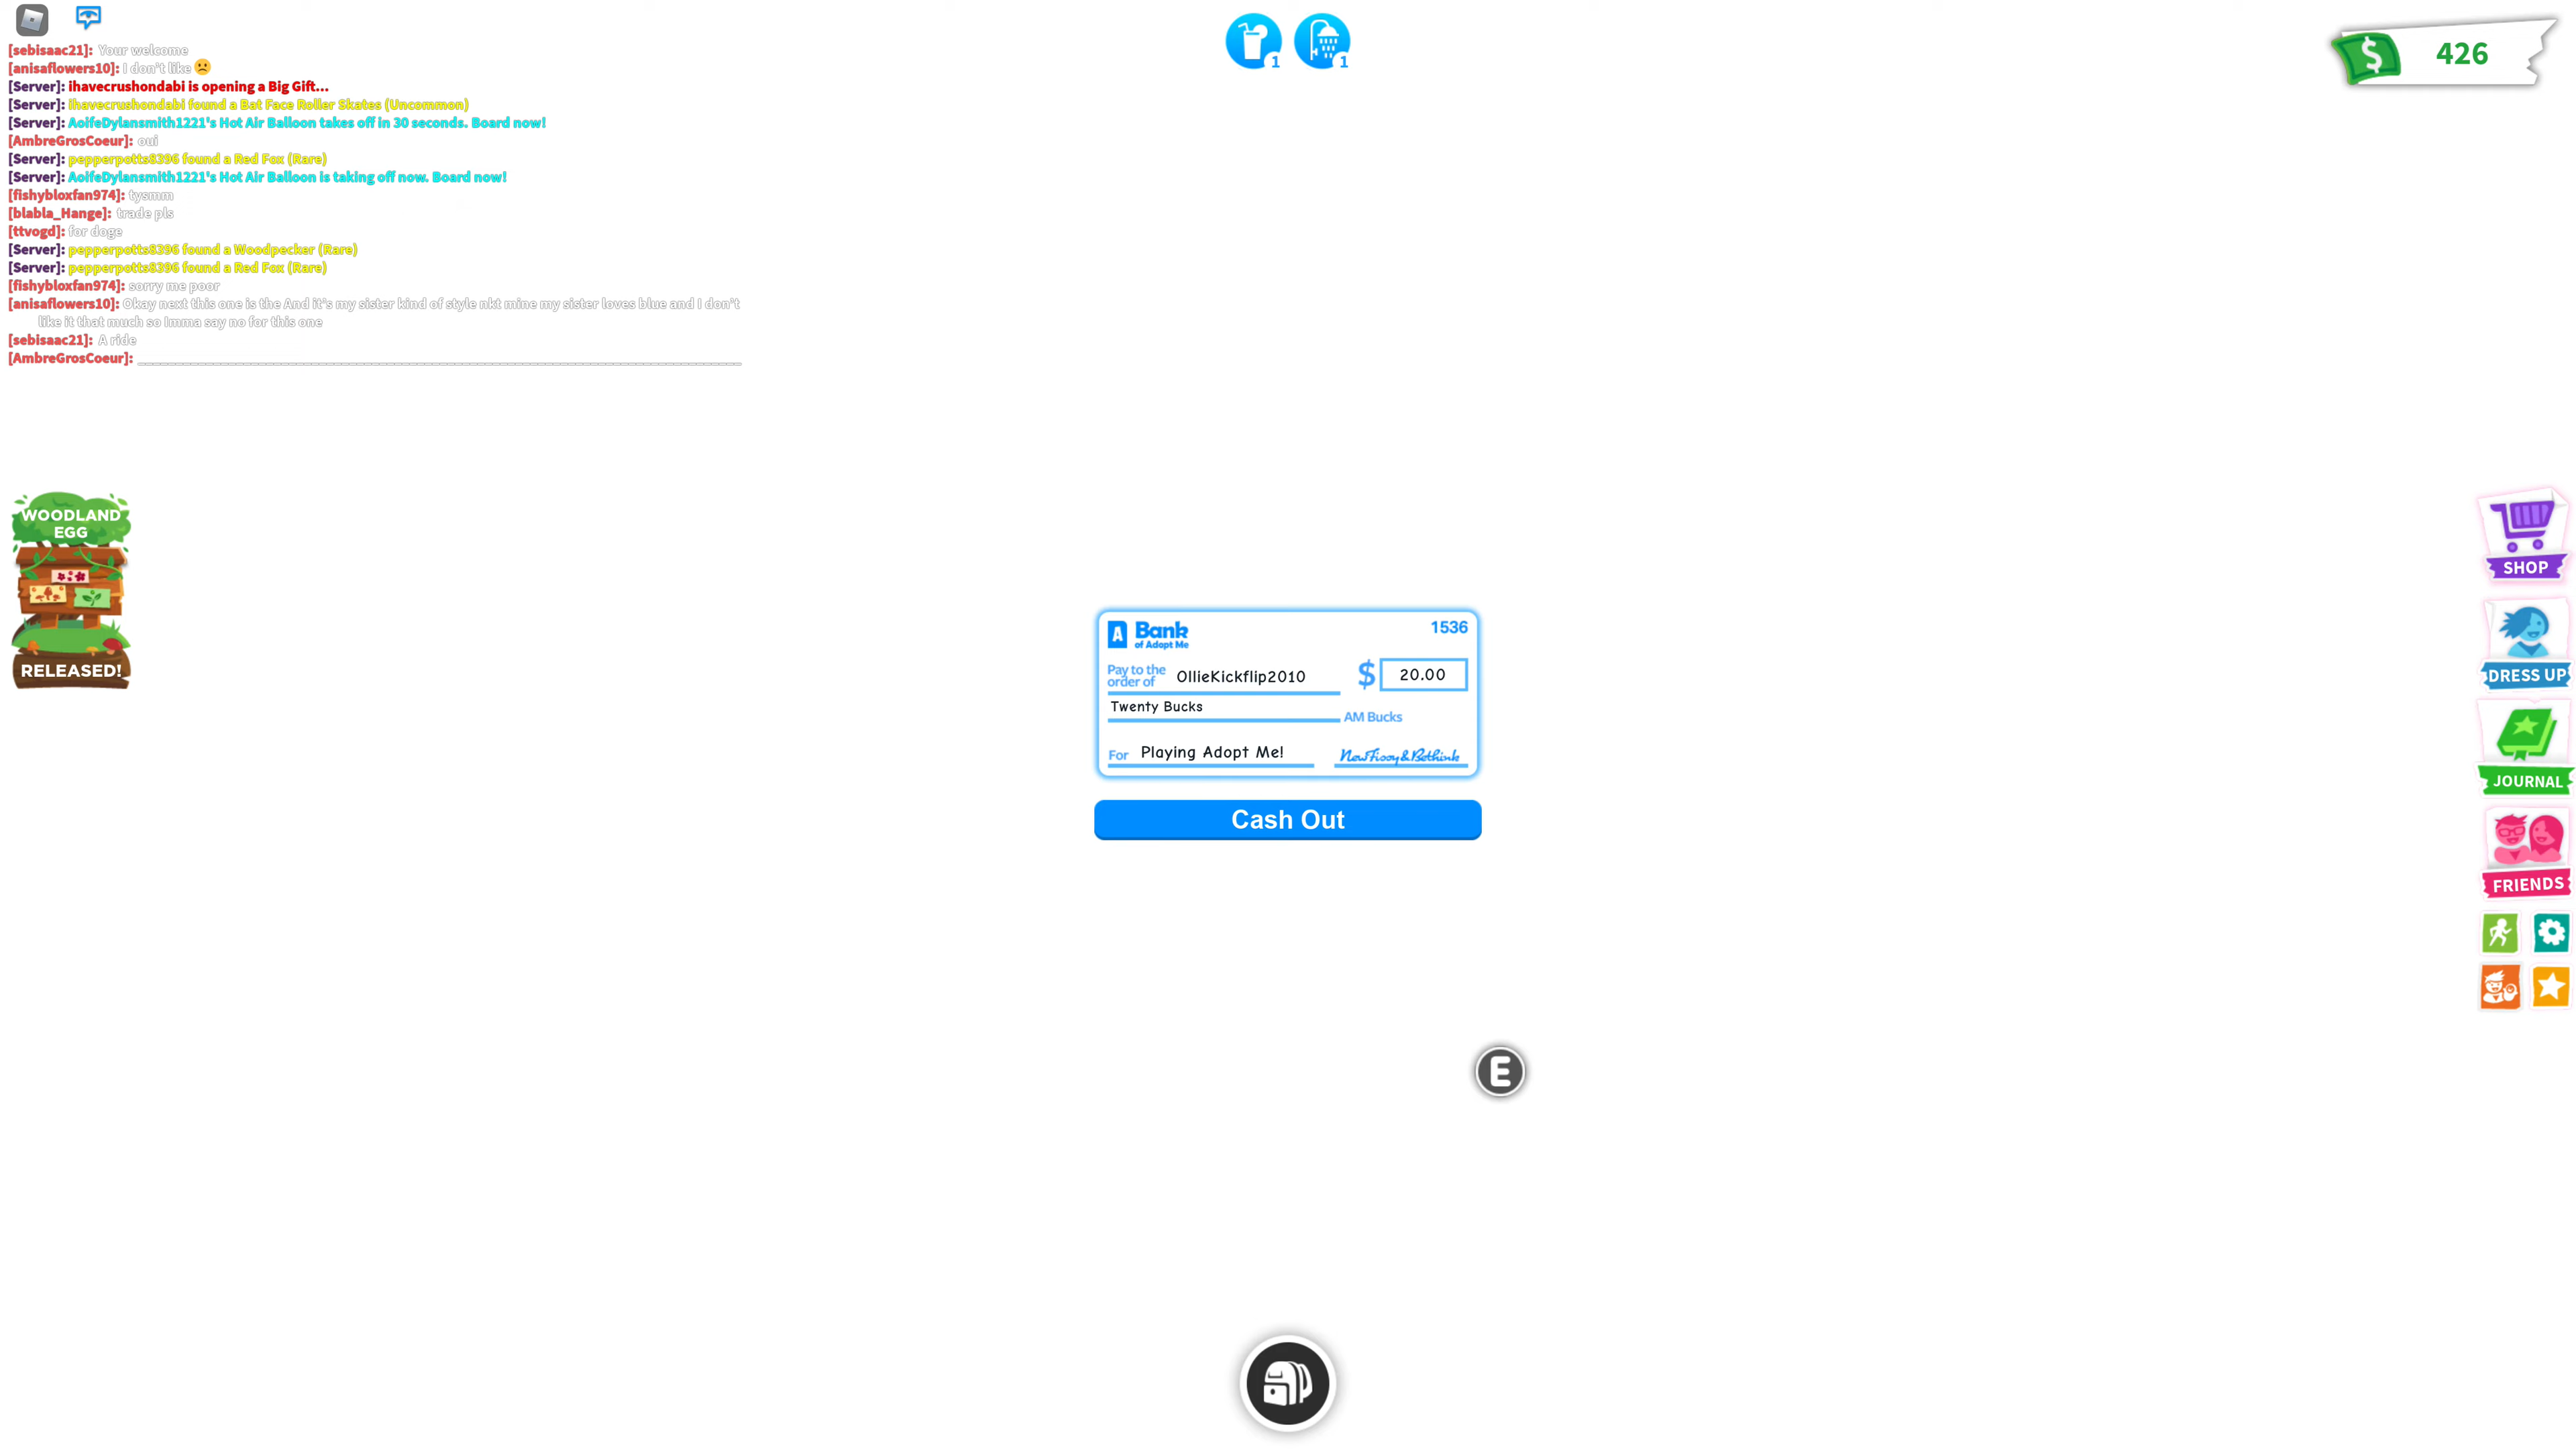 [sebisaac21]: Your welcome
[anisaflowers10]: I don't like 🙁
[Server]: ihavecrushondabi is opening a Big Gift...
[Server]: ihavecrushondabi found a Bat Face Roller Skates (Uncommon)
[Server]: AoifeDylansmith1221's Hot Air Balloon takes off in 30 seconds. Board now!
[AmbreGrosCoeur]: oui
[Server]: pepperpotts8396 found a Red Fox (Rare)
[Server]: AoifeDylansmith1221's Hot Air Balloon is taking off now. Board now!
[fishybloxfan974]: tysmm
[blabla_Hange]: trade pls
[ttvogd]: for doge
[Server]: pepperpotts8396 found a Woodpecker (Rare)
[Server]: pepperpotts8396 found a Red Fox (Rare)
[fishybloxfan974]: sorry me poor
[anisaflowers10]: Okay next this one is the And it's my sister kind of style nkt mine my sister loves blue and I don't
like it that much so Imma say no for this one
[sebisaac21]: A ride
[AmbreGrosCoeur]:
1
1
426
WOODLAND
EGG
RELEASED!
A Bank
of Adopt Me
1536
Pay to the
order of OllieKickflip2010
$ 20.00
Twenty Bucks
AM Bucks
For Playing Adopt Me!
NewFissy & Bethink
Cash Out
SHOP
DRESS UP
JOURNAL
FRIENDS
E